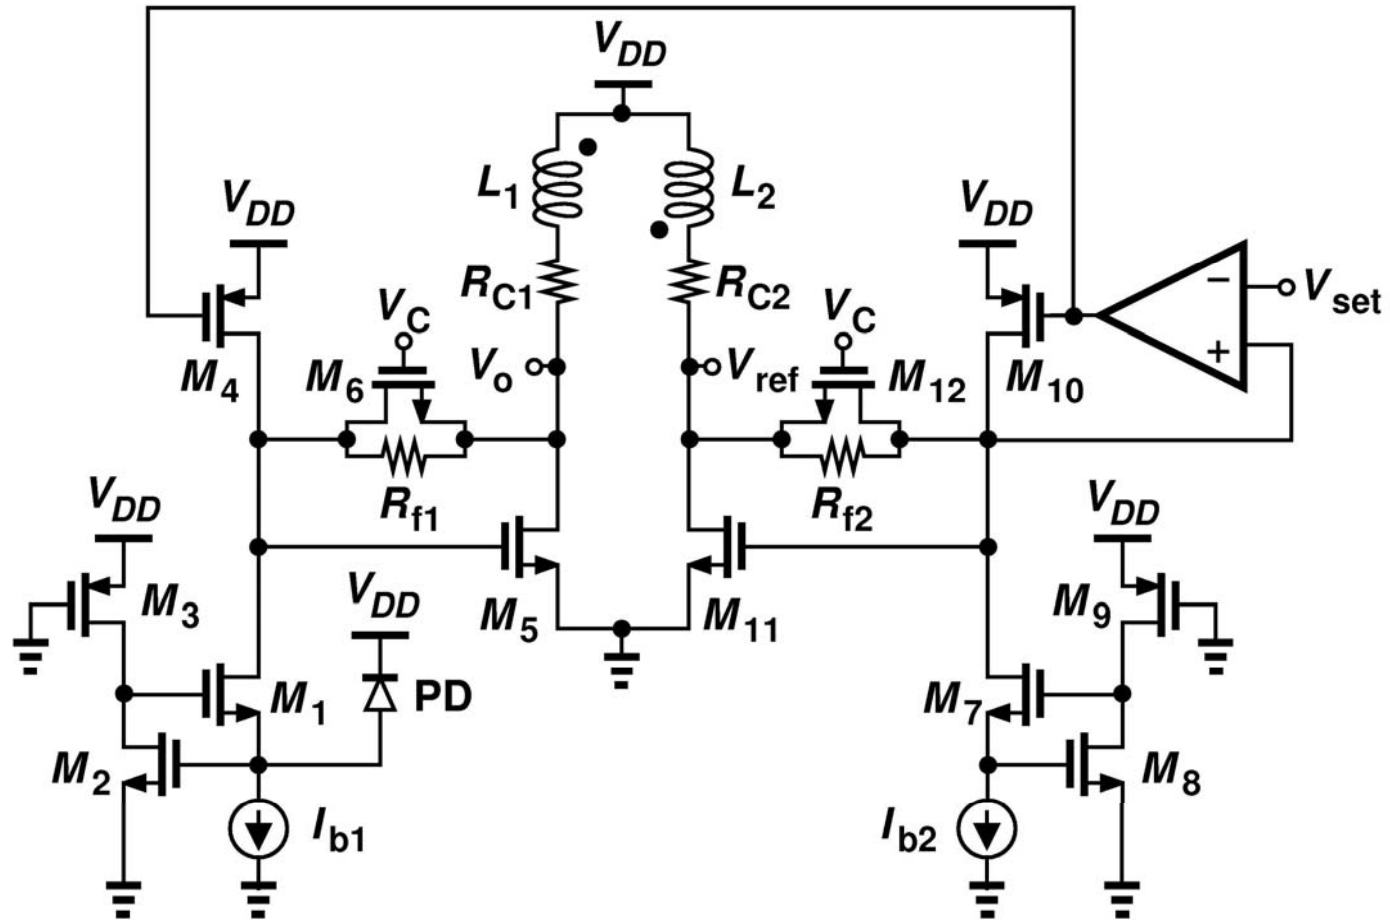 VDD
L1
L2
VDD
VDD
RC1
RC2
VC
VC
−
Vset
Vo
Vref
+
M4
M6
M12
M10
Rf1
Rf2
VDD
VDD
M3
VDD
M9
M5
M11
M1
PD
M7
M2
M8
Ib1
Ib2